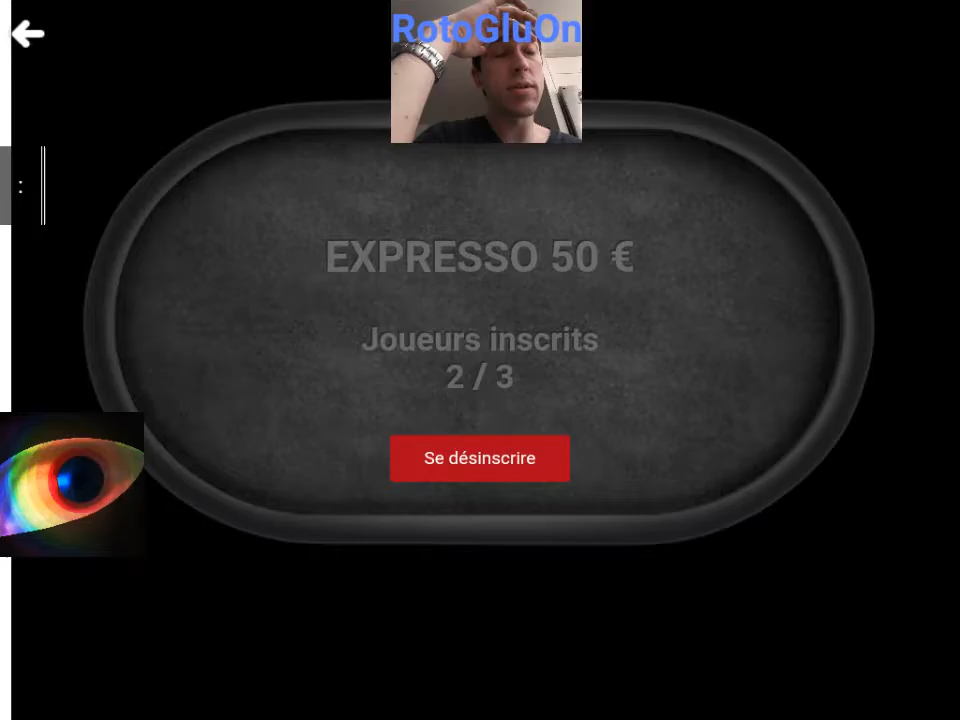 RotoGluOn
:
EXPRESSO 50 €
Joueurs inscrits
2 / 3
Se désinscrire